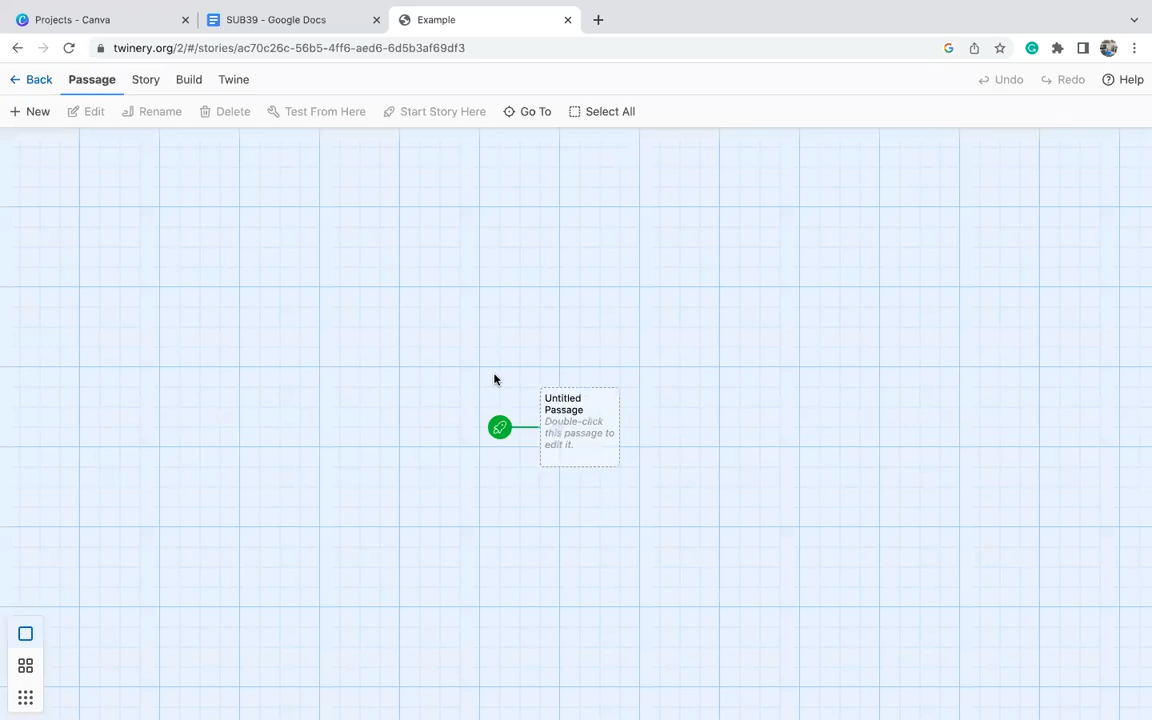 Projects - Canva
SUB39 - Google Docs
Example
twinery.org/2/#/stories/ac70c26c-56b5-4ff6-aed6-6d5b3af69df3
Back
Passage
Story
Build
Twine
Undo
Redo
Help
New
Edit
Rename
Delete
Test From Here
Start Story Here
Go To
Select All
Untitled
Passage
Double-click
this passage to
edit it.